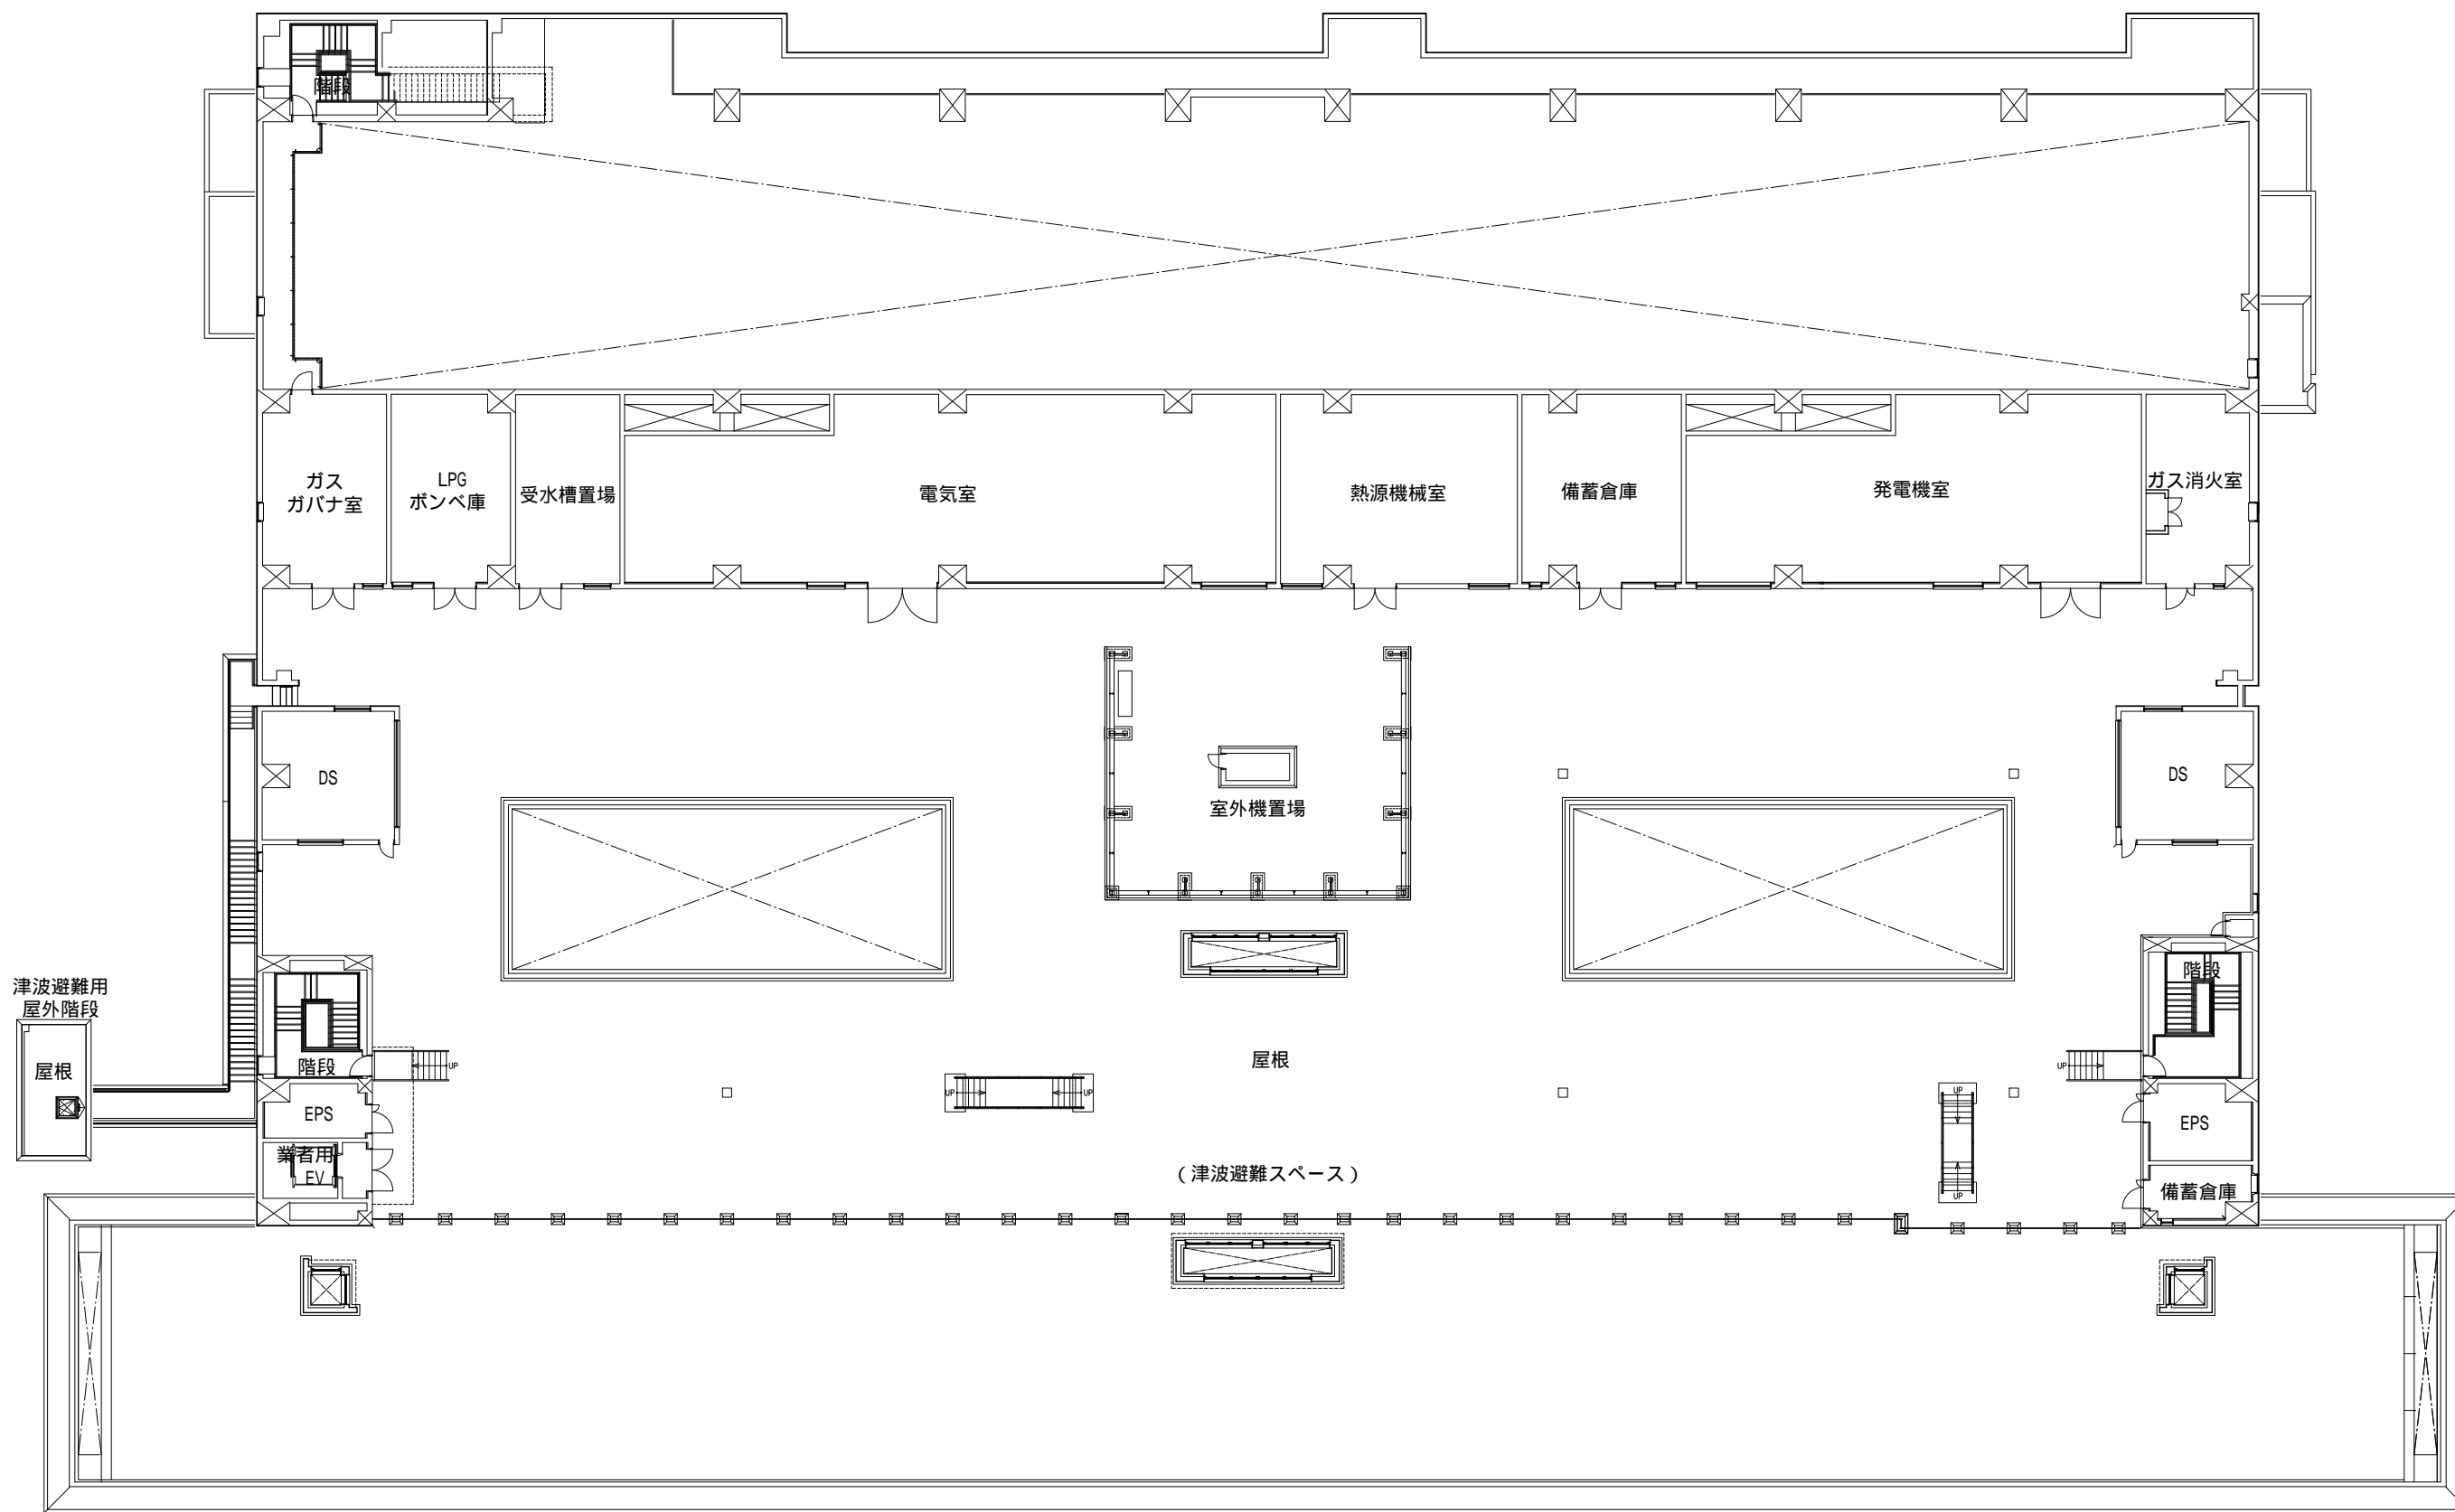 階段
ガス
ガバナ室
LPG
ボンベ庫
受水槽置場
電気室
熱源機械室
備蓄倉庫
発電機室
ガス消火室
DS
室外機置場
DS
津波避難用
屋外階段
屋根
階段
UP
EPS
業者用
EV
UP
UP
屋根
(津波避難スペース)
UP
UP
UP
階段
EPS
備蓄倉庫